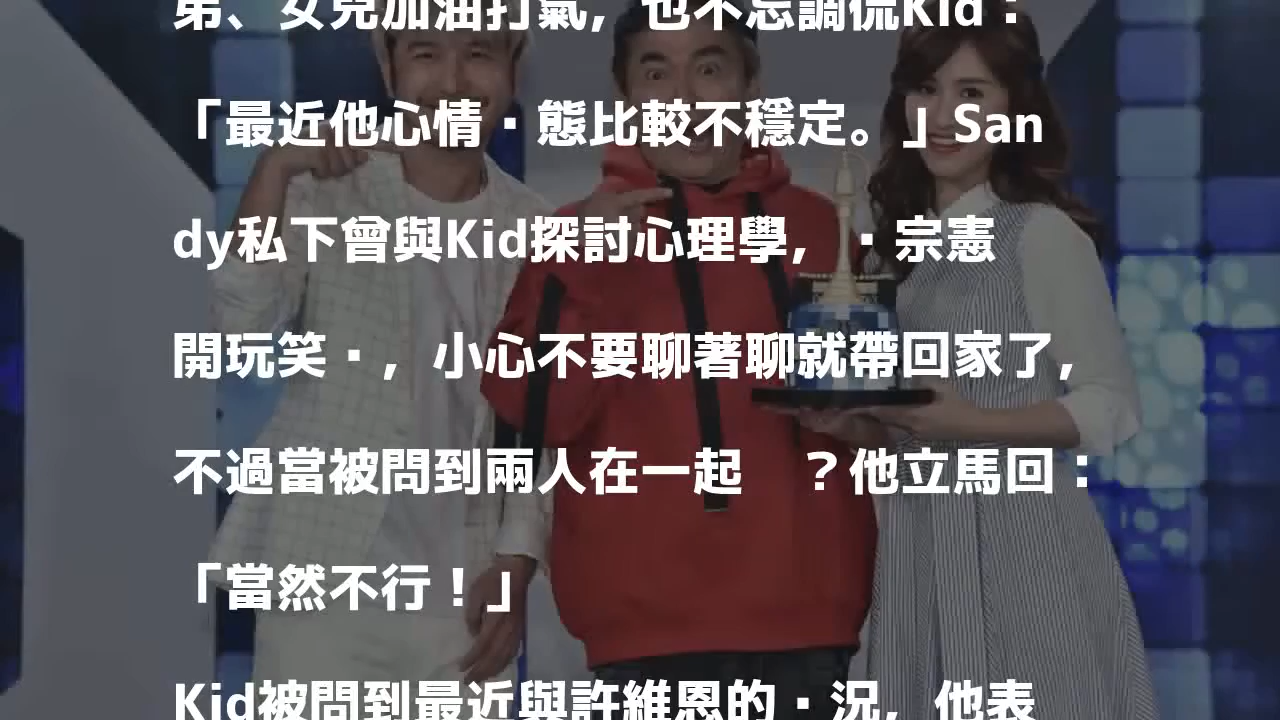 弟、女兒加油打氣，也不忘調侃Kid：
「最近他心情▪態比較不穩定。」San
dy私下曾與Kid探討心理學，▪宗憲
開玩笑▪，小心不要聊著聊就帶回家了，
不過當被問到兩人在一起　？他立馬回：
「當然不行！」
Kid被問到最近與許維恩的▪況，他表